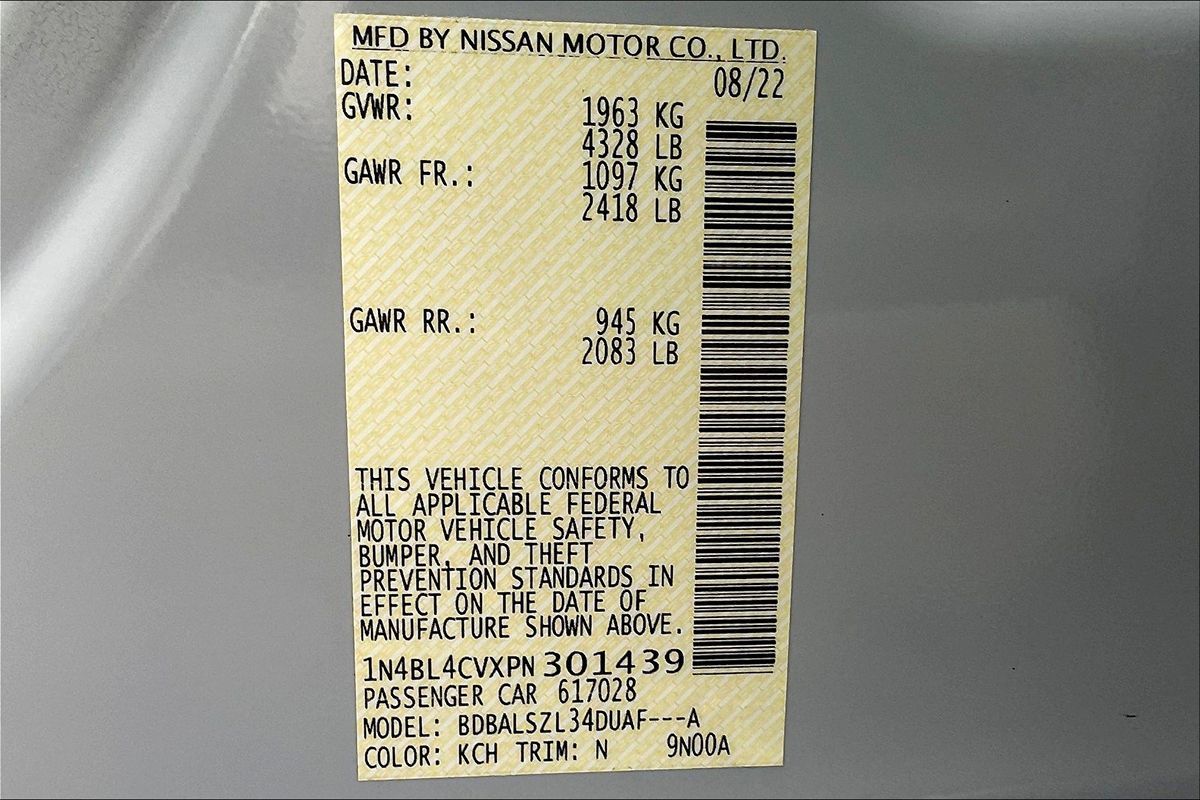 MFD BY NISSAN MOTOR CO., LTD.
DATE: 08/22
GVWR: 1963 KG
4328 LB
GAWR FR.: 1097 KG
2418 LB
GAWR RR.: 945 KG
2083 LB
THIS VEHICLE CONFORMS TO
ALL APPLICABLE FEDERAL
MOTOR VEHICLE SAFETY,
BUMPER, AND THEFT
PREVENTION STANDARDS IN
EFFECT ON THE DATE OF
MANUFACTURE SHOWN ABOVE.
1N4BL4CVXPN 301439
PASSENGER CAR 617028
MODEL: BDBALSZL34DUAF---A
COLOR: KCH TRIM: N 9N00A